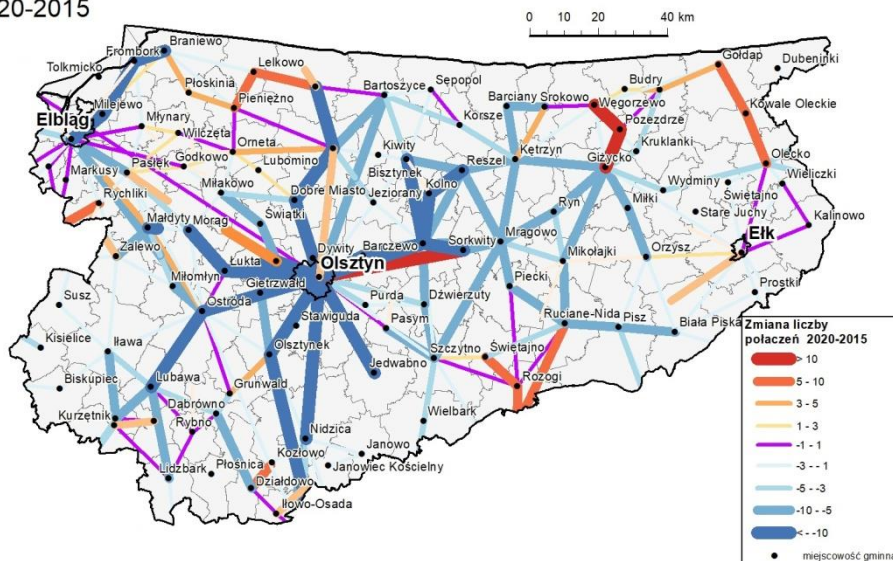 20-2015
0 10 20 40 km
Frombork
Braniewo
Tolkmicko
Lelkowo
Gołdap
Dubeninki
Płoskinia
Bartoszyce
Sępopol
Budry
Milejewo
Pieniężno
Barciany
Srokowo
Węgorzewo
Kowale Oleckie
Elbląg
Młynary
Wilczęta
Korsze
Pozezdrze
Kruklanki
Orneta
Kiwity
Kętrzyn
Giżycko
Olecko
Markusy
Pasłęk
Godkowo
Lubomino
Bisztynek
Reszel
Wieliczki
Rychliki
Miłakowo
Dobre Miasto
Jeziorany
Kolno
Wydminy
Świętajno
Świątki
Ryn
Miłki
Stare Juchy
Kalinowo
Małdyty
Morąg
Dywity
Barczewo
Sorkwity
Mrągowo
Ełk
Zalewo
Łukta
Olsztyn
Mikołajki
Orzysz
Miłomłyn
Gietrzwałd
Purda
Dźwierzuty
Piecki
Prostki
Susz
Ostróda
Stawiguda
Pasym
Ruciane-Nida
Pisz
Biała Piska
Kisielice
Iława
Olsztynek
Szczytno
Świętajno
Jedwabno
Rozogi
Biskupiec
Lubawa
Grunwald
Dąbrówno
Kurzętnik
Rybno
Wielbark
Nidzica
Kozłowo
Janowo
Lidzbark
Płośnica
Janowiec Kościelny
Działdowo
Iłowo-Osada
Zmiana liczby
połaczeń 2020-2015
> 10
5 - 10
3 - 5
1 - 3
-1 - 1
-3 - -1
-5 - -3
-10 - -5
< - -10
miejscowość gminna